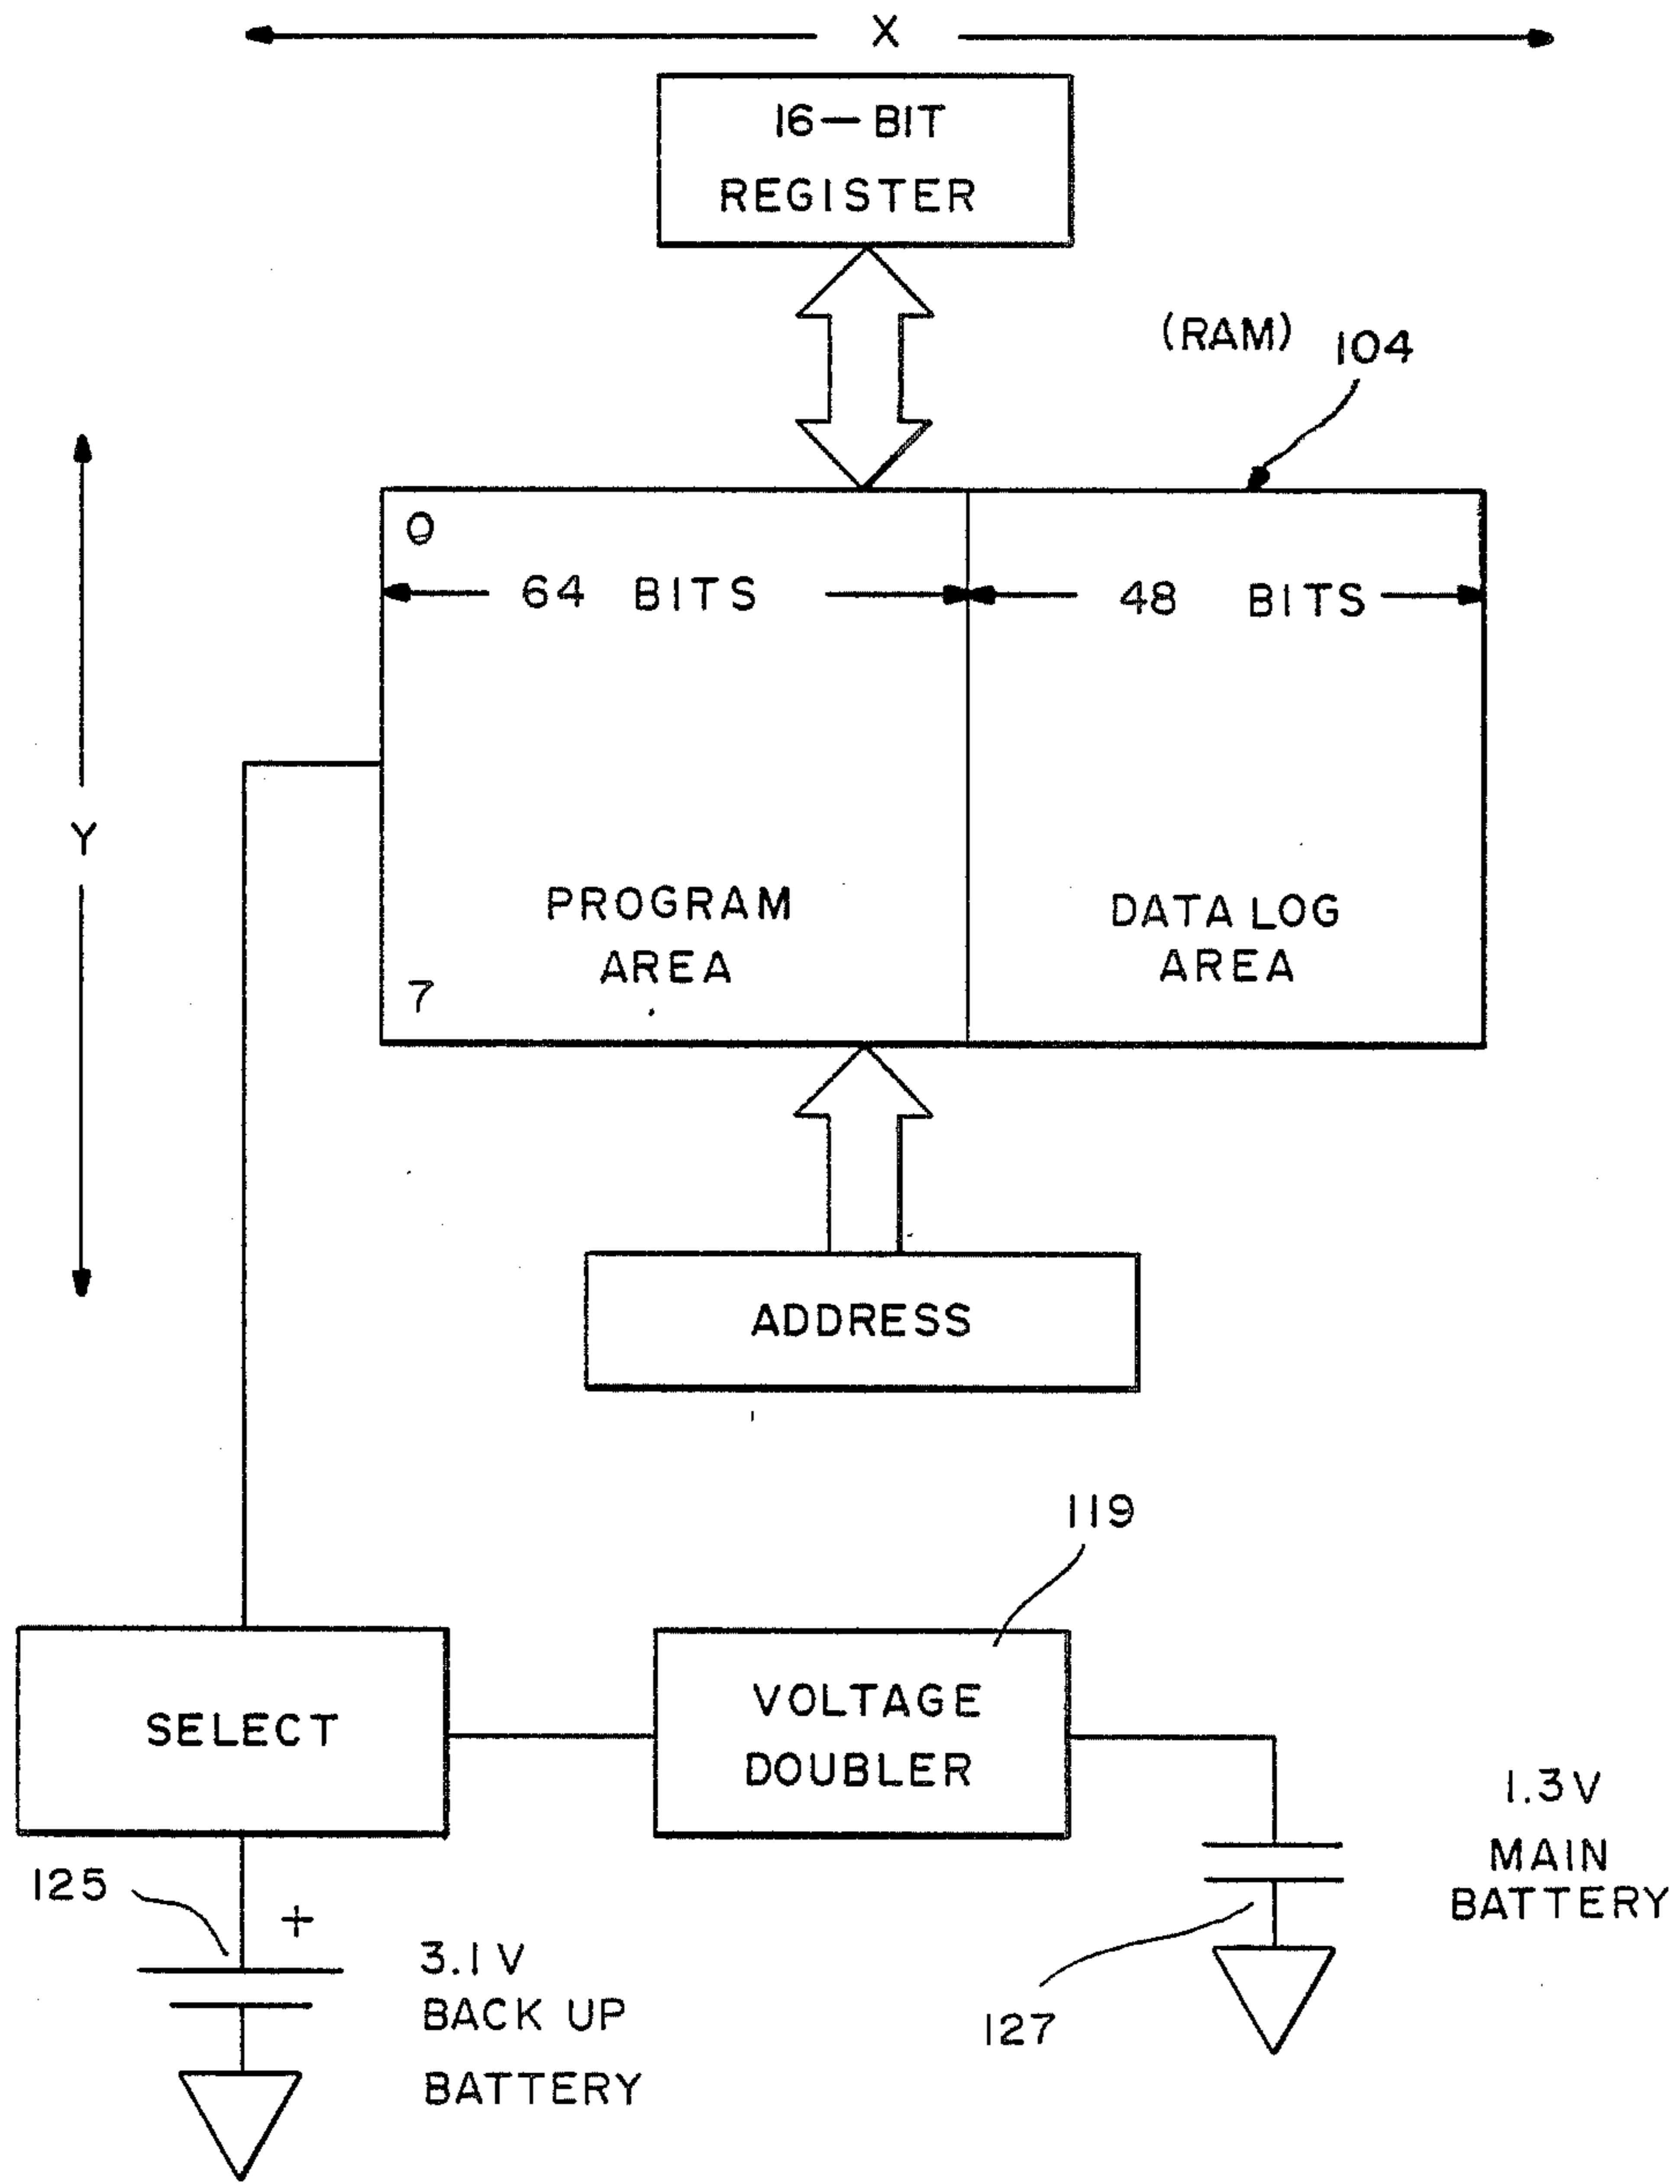 X
16-BIT
REGISTER
(RAM) 104
0
64 BITS
48 BITS
Y
PROGRAM
AREA
DATA LOG
AREA
7
ADDRESS
119
SELECT
VOLTAGE
DOUBLER
1.3V
MAIN
BATTERY
125
+
3.1V
BACK UP
BATTERY
127